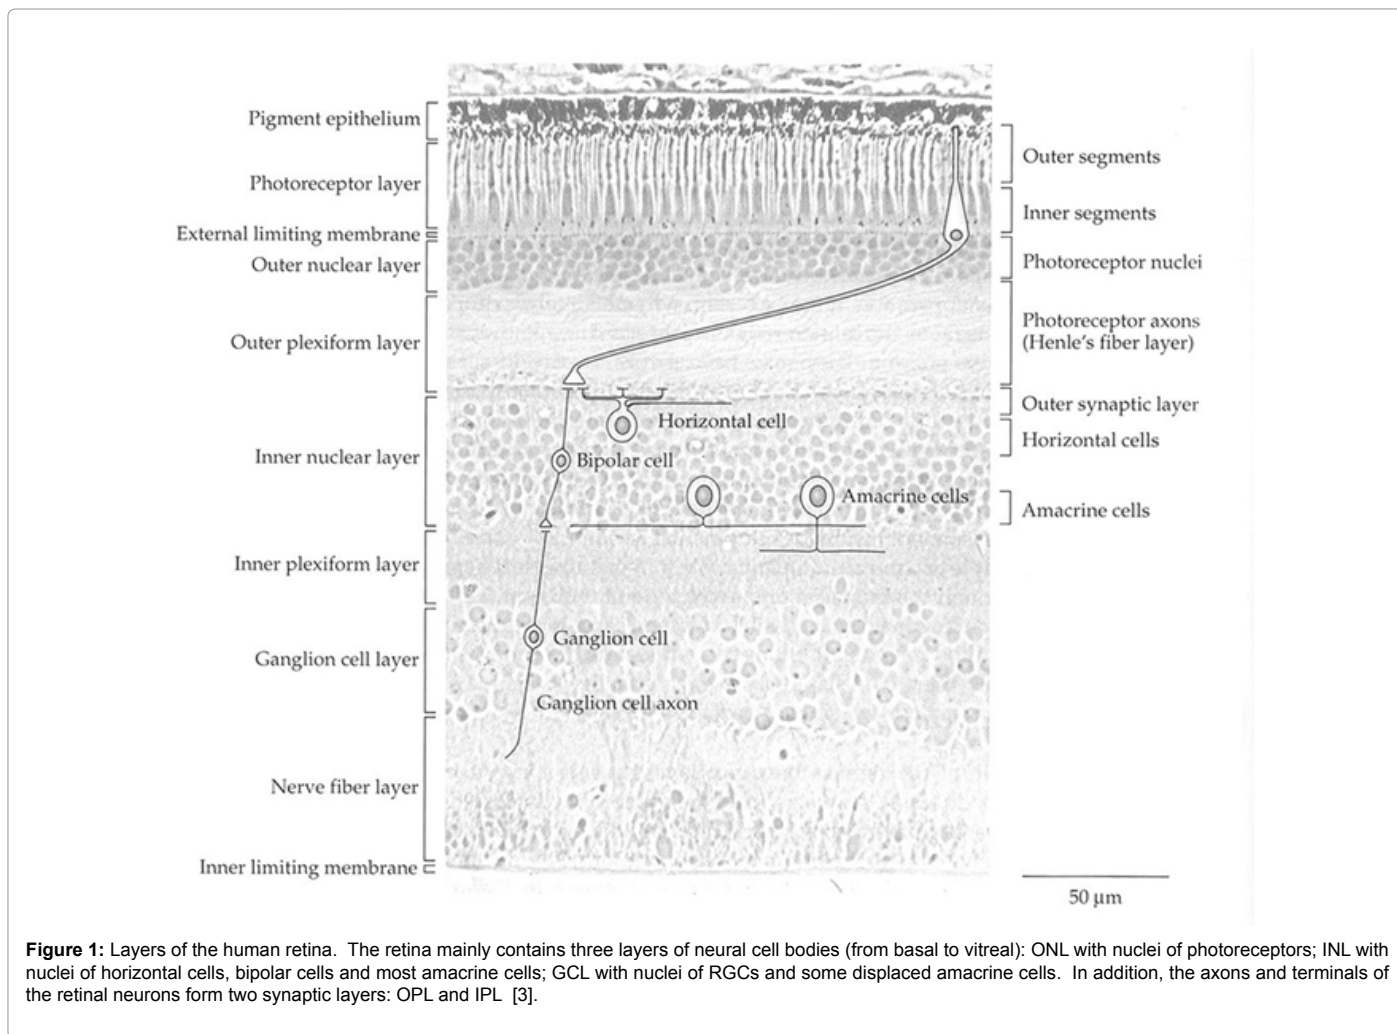 Pigment epithelium
Photoreceptor layer
External limiting membrane
Outer nuclear layer
Outer plexiform layer
Inner nuclear layer
Inner plexiform layer
Ganglion cell layer
Nerve fiber layer
Inner limiting membrane
Horizontal cell
Bipolar cell
Amacrine cells
Ganglion cell
Ganglion cell axon
Outer segments
Inner segments
Photoreceptor nuclei
Photoreceptor axons
(Henle's fiber layer)
Outer synaptic layer
Horizontal cells
Amacrine cells
50 μm
Figure 1: Layers of the human retina. The retina mainly contains three layers of neural cell bodies (from basal to vitreal): ONL with nuclei of photoreceptors; INL with
nuclei of horizontal cells, bipolar cells and most amacrine cells; GCL with nuclei of RGCs and some displaced amacrine cells. In addition, the axons and terminals of
the retinal neurons form two synaptic layers: OPL and IPL [3].